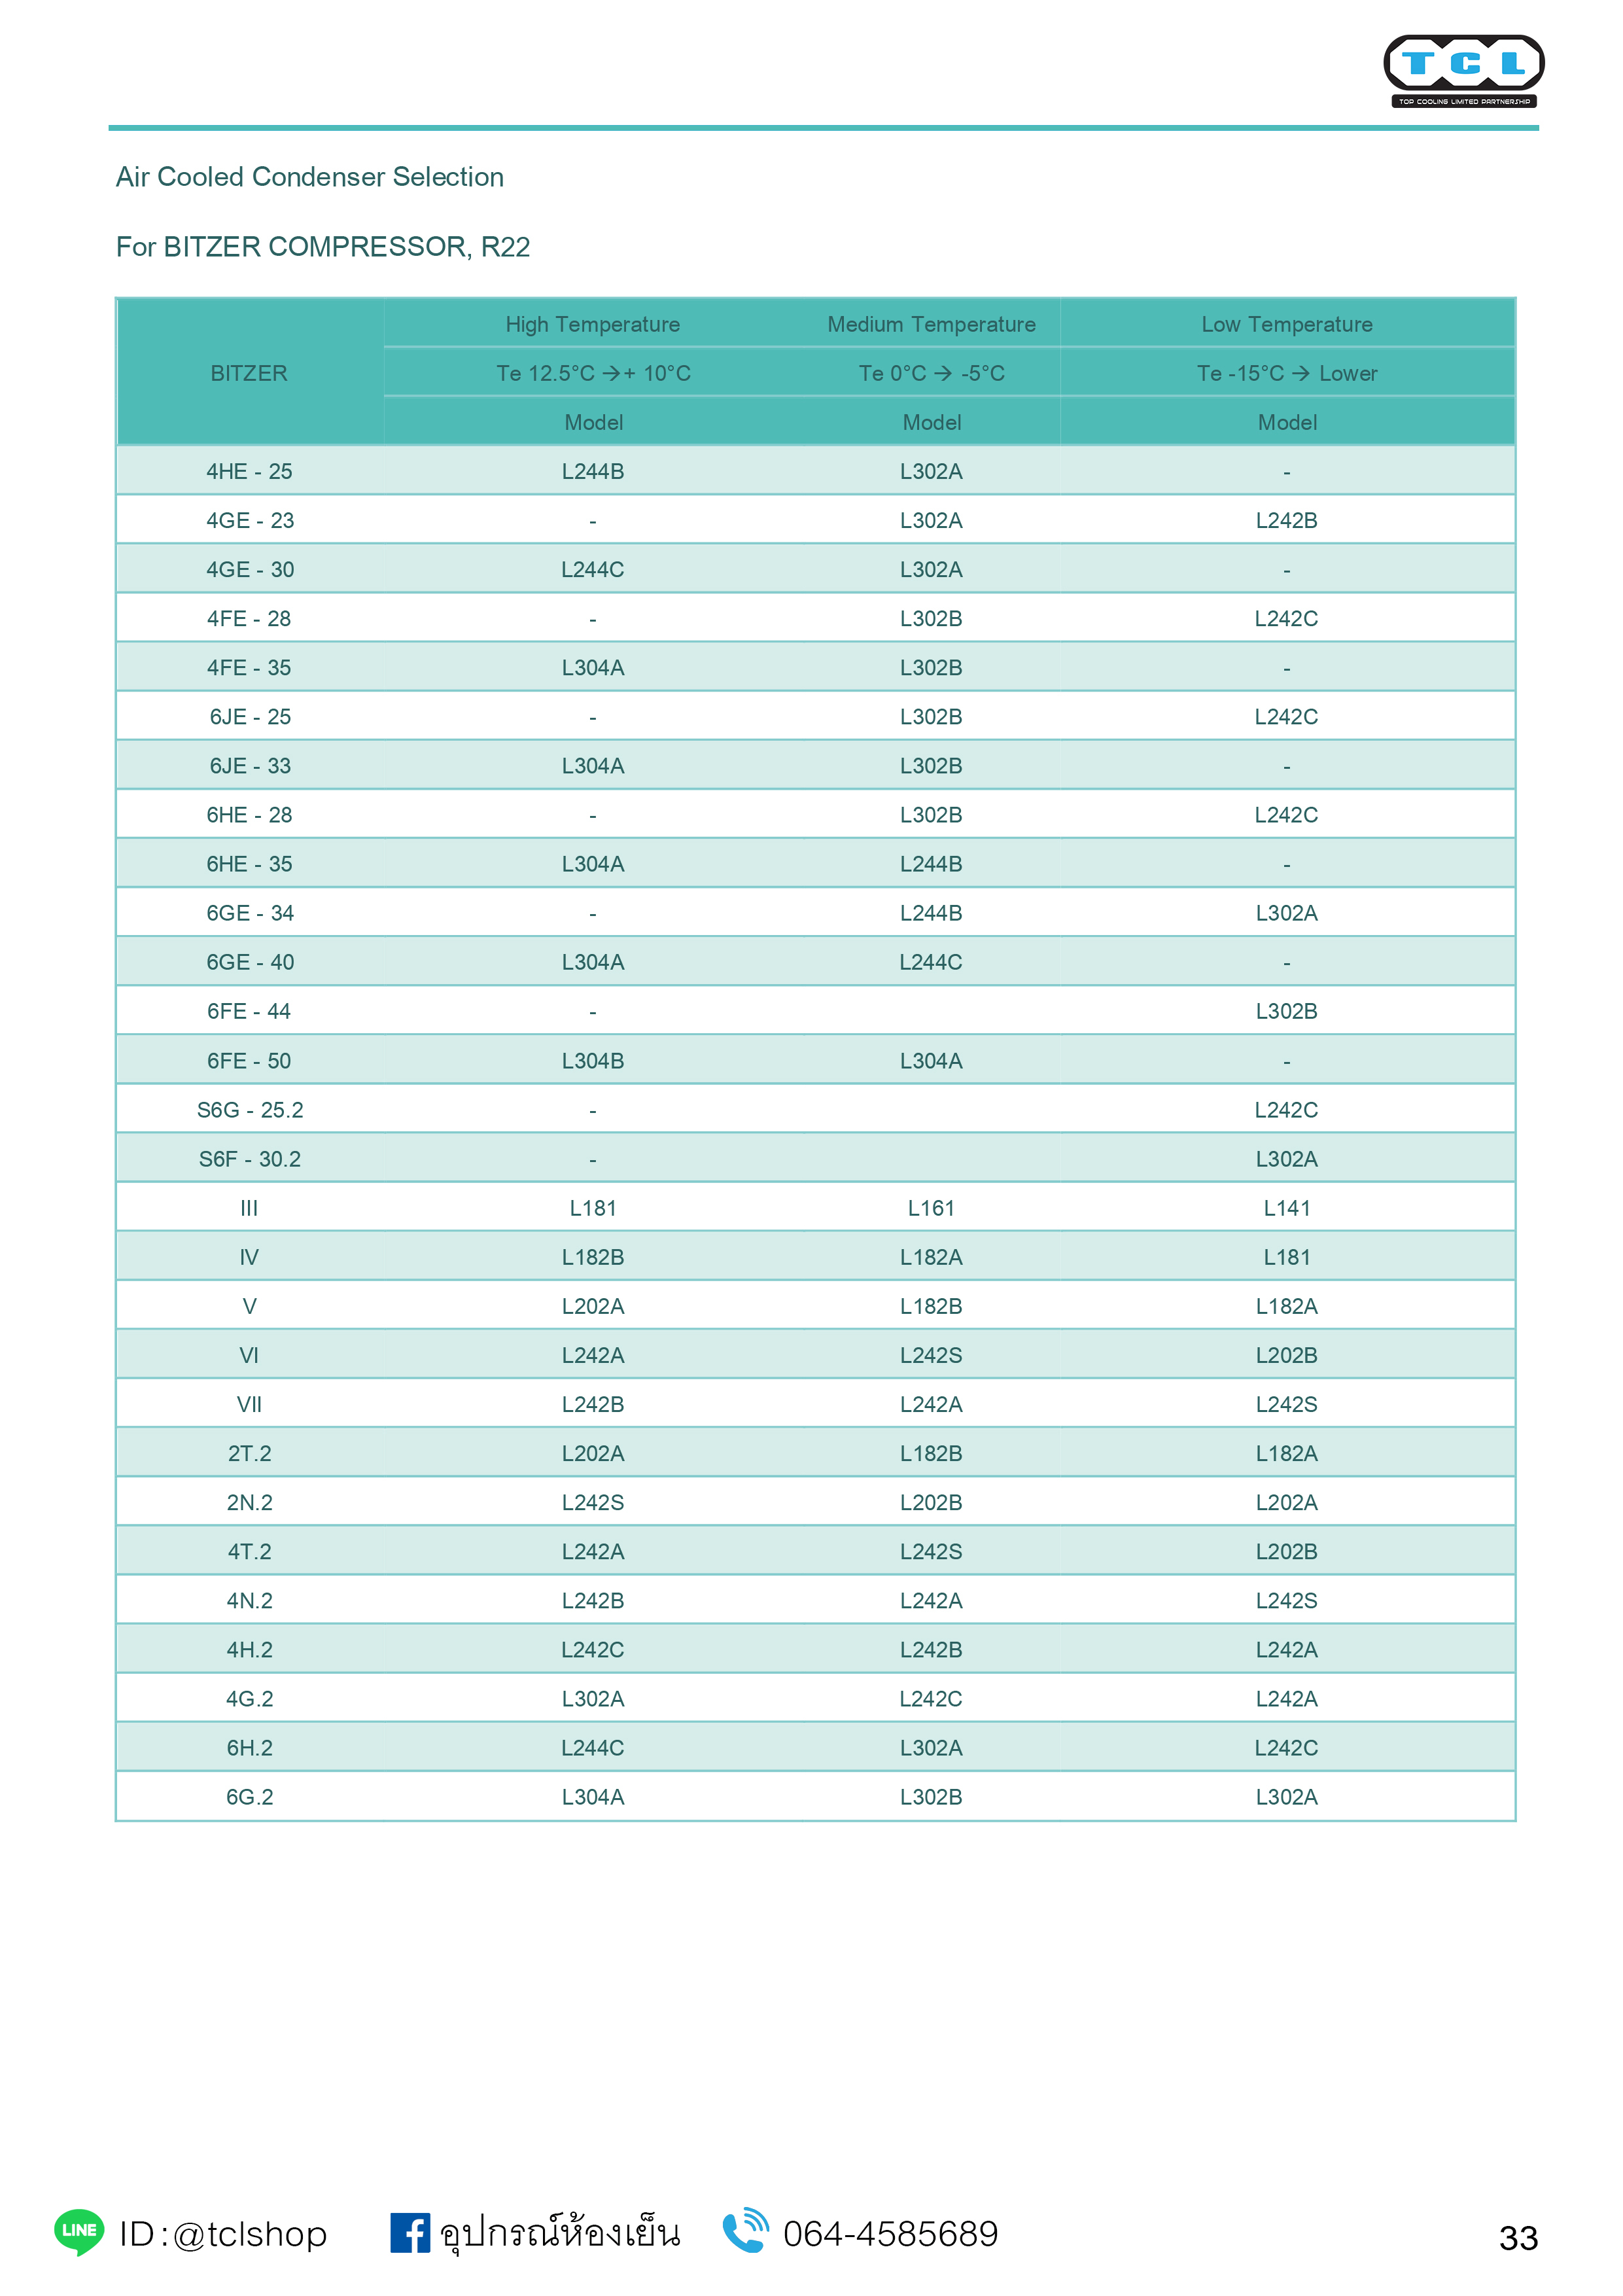 TCL
TOP COOLING LIMITED PARTNERSHIP
Air Cooled Condenser Selection
For BITZER COMPRESSOR, R22
BITZER High Temperature Medium Temperature Low Temperature
Te 12.5°C →+ 10°C Te 0°C → -5°C Te -15°C → Lower
Model Model Model
4HE - 25 L244B L302A -
4GE - 23 - L302A L242B
4GE - 30 L244C L302A -
4FE - 28 - L302B L242C
4FE - 35 L304A L302B -
6JE - 25 - L302B L242C
6JE - 33 L304A L302B -
6HE - 28 - L302B L242C
6HE - 35 L304A L244B -
6GE - 34 - L244B L302A
6GE - 40 L304A L244C -
6FE - 44 - L302B
6FE - 50 L304B L304A -
S6G - 25.2 - L242C
S6F - 30.2 - L302A
III L181 L161 L141
IV L182B L182A L181
V L202A L182B L182A
VI L242A L242S L202B
VII L242B L242A L242S
2T.2 L202A L182B L182A
2N.2 L242S L202B L202A
4T.2 L242A L242S L202B
4N.2 L242B L242A L242S
4H.2 L242C L242B L242A
4G.2 L302A L242C L242A
6H.2 L244C L302A L242C
6G.2 L304A L302B L302A
LINE ID : @tclshop f อุปกรณ์ห้องเย็น 064-4585689 33